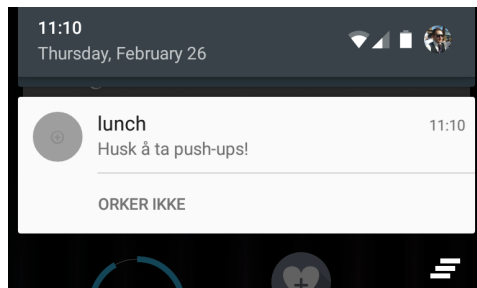 11:10
Thursday, February 26
lunch
11:10
Husk å ta push-ups!
ORKER IKKE